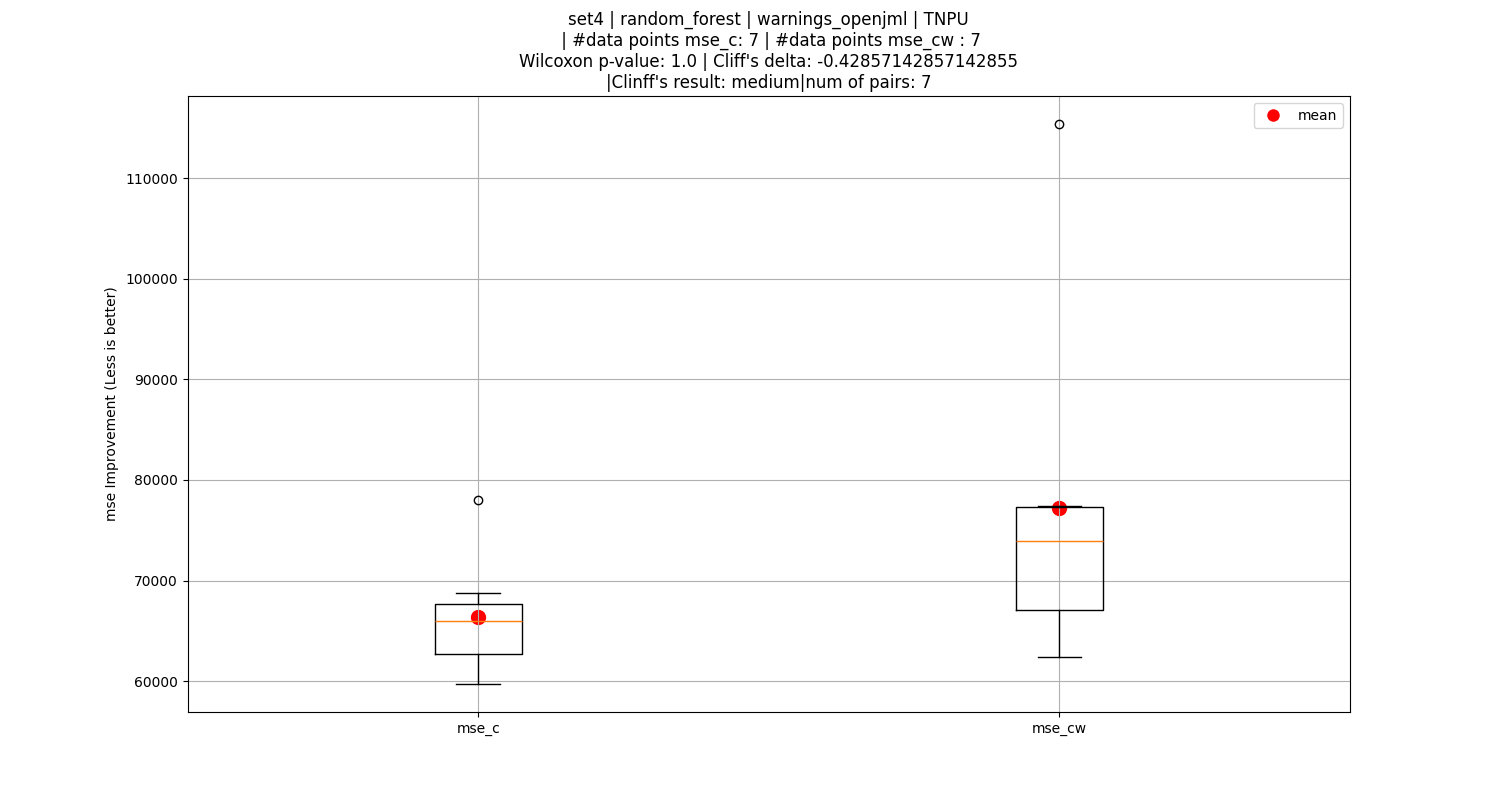 set4 | random_forest | warnings_openjml | TNPU
| #data points mse_c: 7 | #data points mse_cw : 7
Wilcoxon p-value: 1.0 | Cliff's delta: -0.42857142857142855
|Clinff's result: medium|num of pairs: 7
mean
110000
100000
90000
80000
70000
60000
mse Improvement (Less is better)
mse_c
mse_cw